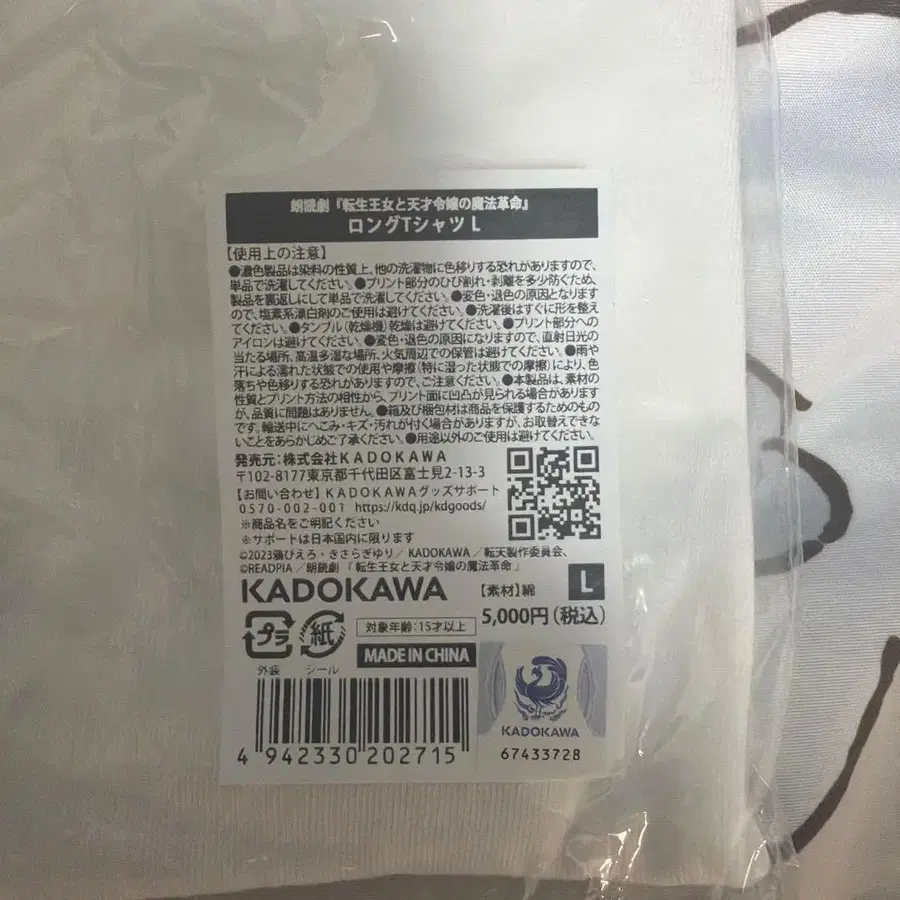 朗読劇『転生王女と天才令嬢の魔法革命』
ロングTシャツ L
【使用上の注意】
●濃色製品は染料の性質上、他の洗濯物に色移りする恐れがありますので、
単品で洗濯してください。●プリント部分のひび割れ・剥離を多少防ぐため、
製品を裏返しにして単品で洗濯してください。●変色・退色の原因となります
ので、塩素系漂白剤のご使用は避けてください。●洗濯後はすぐに形を整え
てください。●タンブル(乾燥機)乾燥は避けてください。●プリント部分への
アイロンは避けてください。●変色・退色の原因になりますので、直射日光の
当たる場所、高温多湿な場所、火気周辺での保管は避けてください。●雨や
汗による濡れた状態での使用や摩擦(特に湿った状態での摩擦)により、色
落ちや色移りする恐れがありますので、ご注意ください。●本製品は、素材の
性質とプリント方法の相性から、プリント面に凹凸が見られる場合があります
が、品質に問題はありません。●箱及び梱包材は商品を保護するためのもの
です。輸送中にへこみ・キズ・汚れが付く場合がありますが、お取替えできな
いことをあらかじめご了承ください。●用途以外のご使用は避けてください。
発売元:株式会社KADOKAWA
〒102-8177東京都千代田区富士見2-13-3
【お問い合わせ】KADOKAWAグッズサポート
0570-002-001 https://kdq.jp/kdgoods/
※商品名をご明記ください
※サポートは日本国内に限ります
©2023鴉ぴえろ・きさらぎゆり/KADOKAWA/転天製作委員会、
©READPIA/朗読劇『転生王女と天才令嬢の魔法革命』
KADOKAWA
【素材】綿
L
5,000円(税込)
プラ
紙
対象年齢:15才以上
外装
シール
MADE IN CHINA
KADOKAWA
67433728
4 942330 202715